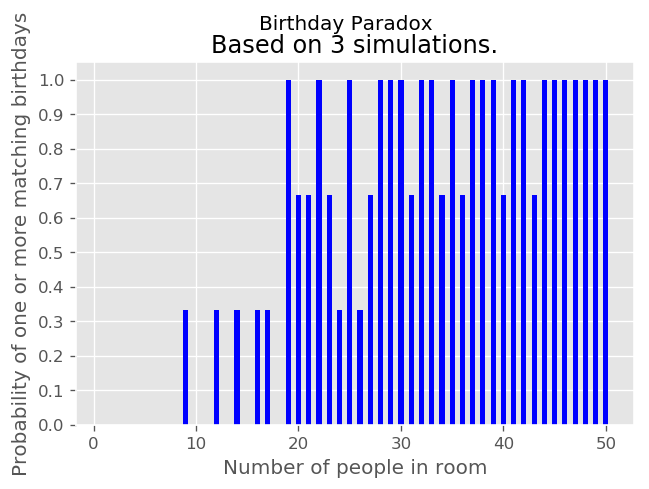 Birthday Paradox
Based on 3 simulations.
Probability of one or more matching birthdays
1.0
0.9
0.8
0.7
0.6
0.5
0.4
0.3
0.2
0.1
0.0
0 10 20 30 40 50
Number of people in room